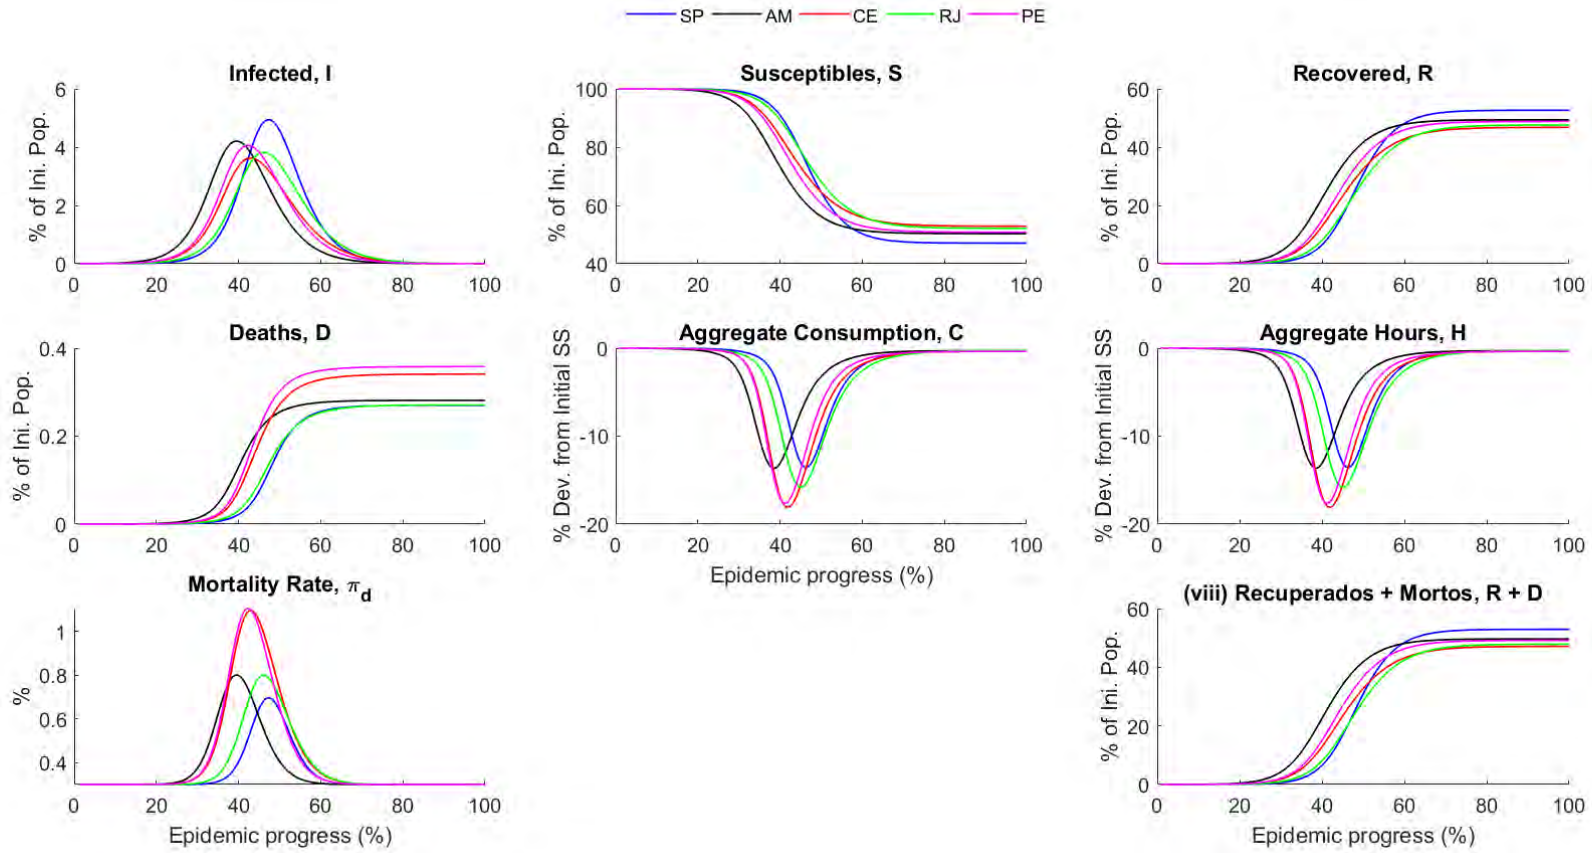 SP AM CE RJ PE
Infected, I
% of Ini. Pop.
6
4
2
0
0 20 40 60 80 100
Susceptibles, S
% of Ini. Pop.
100
80
60
40
0 20 40 60 80 100
Recovered, R
% of Ini. Pop.
60
40
20
0
0 20 40 60 80 100
Deaths, D
% of Ini. Pop.
0.4
0.2
0
0 20 40 60 80 100
Aggregate Consumption, C
% Dev. from Initial SS
0
-10
-20
0 20 40 60 80 100
Epidemic progress (%)
Aggregate Hours, H
% Dev. from Initial SS
0
-10
-20
0 20 40 60 80 100
Mortality Rate, π_d
%
1
0.8
0.6
0.4
0 20 40 60 80 100
Epidemic progress (%)
(viii) Recuperados + Mortos, R + D
% of Ini. Pop.
60
40
20
0
0 20 40 60 80 100
Epidemic progress (%)